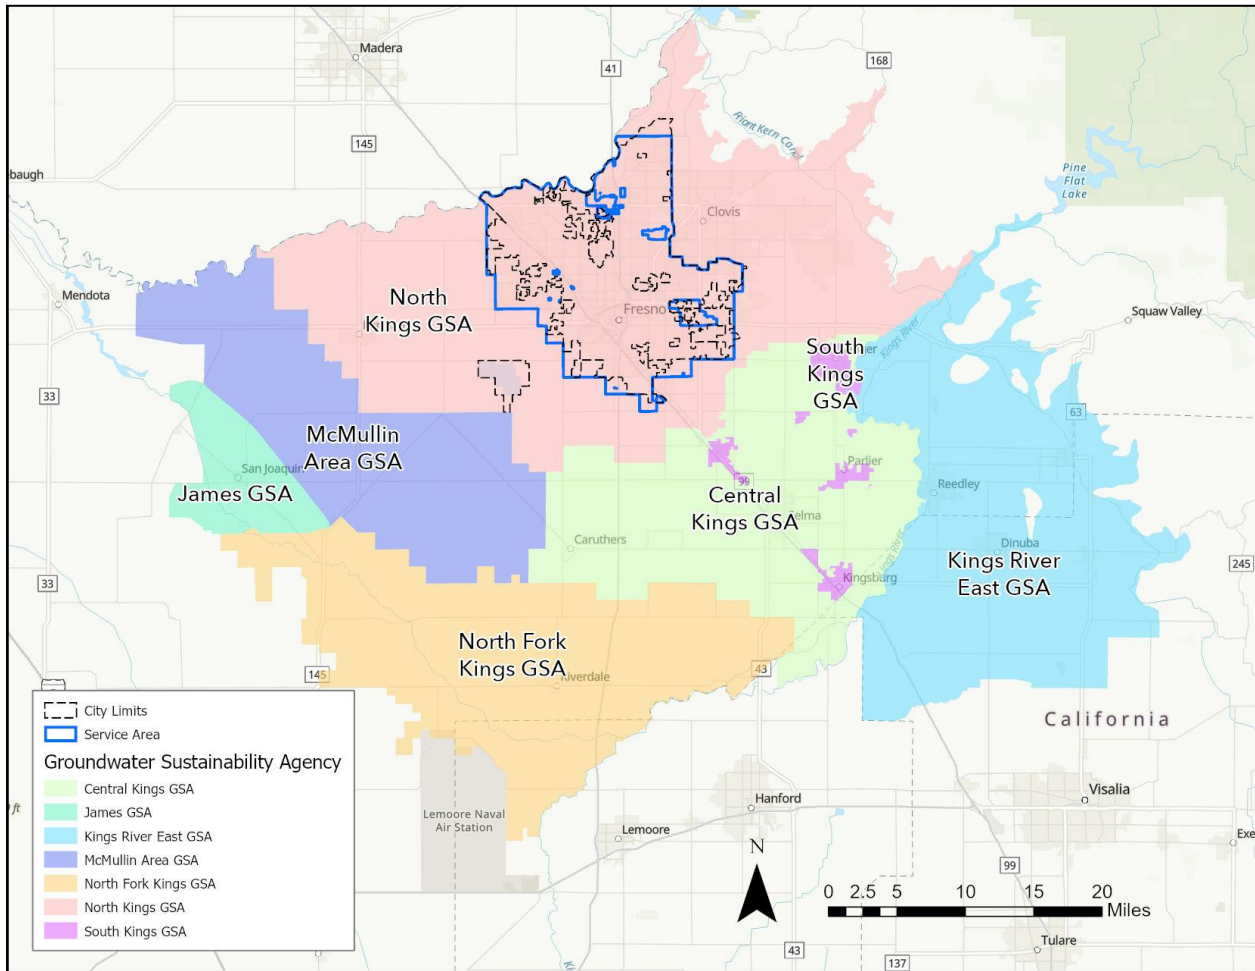 Madera
41
168
Friant Kern Canal
145
Pine
Flat
Lake
baugh
Clovis
Mendota
North
Kings GSA
Fresno
Squaw Valley
South
Kings
GSA
Kings River
33
63
McMullin
Area GSA
San Joaquin
James GSA
Parlier
99
Reedley
Central
Kings GSA
Selma
Caruthers
Kings River
Dinuba
Kings River
East GSA
245
33
Kingsburg
North Fork
Kings GSA
145
Riverdale
43
California
City Limits
Service Area
Groundwater Sustainability Agency
Central Kings GSA
James GSA
Kings River East GSA
McMullin Area GSA
North Fork Kings GSA
North Kings GSA
South Kings GSA
ft
Lemoore Naval
Air Station
Lemoore
Hanford
Visalia
Exe
N
99
0 2.5 5 10 15 20
Miles
43
137
Tulare